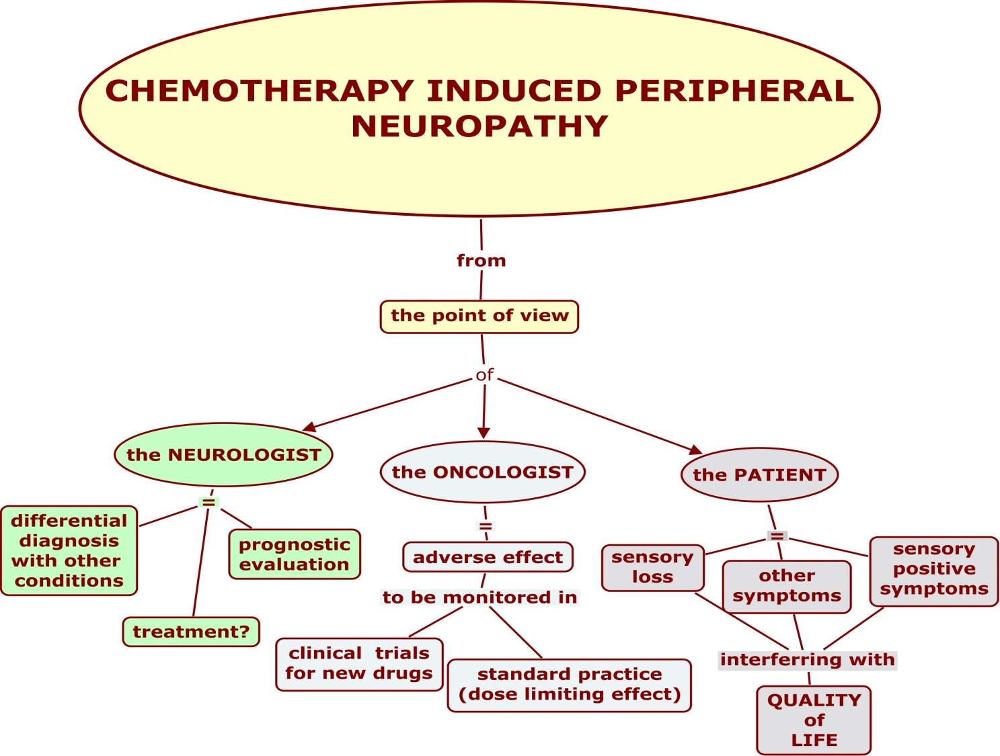 CHEMOTHERAPY INDUCED PERIPHERAL
NEUROPATHY
from
the point of view
of
the NEUROLOGIST
=
differential
diagnosis
with other
conditions
treatment?
prognostic
evaluation
the ONCOLOGIST
=
adverse effect
to be monitored in
clinical trials
for new drugs
standard practice
(dose limiting effect)
the PATIENT
=
sensory
loss
other
symptoms
sensory
positive
symptoms
interferring with
QUALITY
of
LIFE